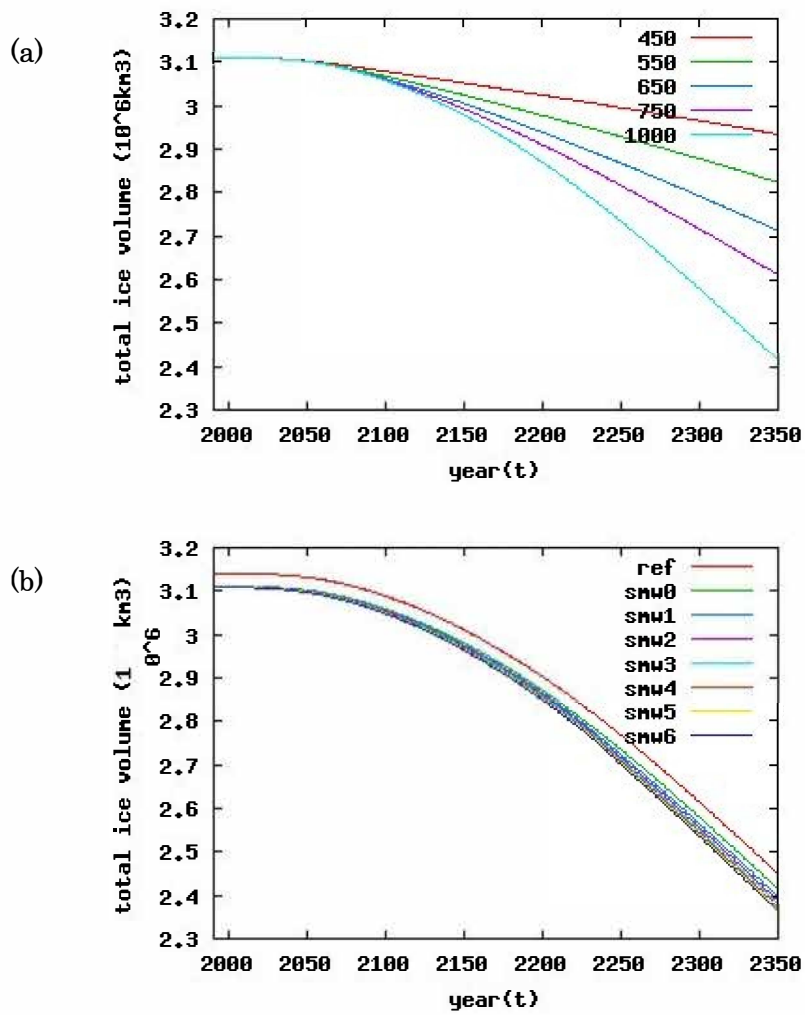 (a)
total ice volume (10^6km3)
3.2
3.1
3
2.9
2.8
2.7
2.6
2.5
2.4
2.3
450
550
650
750
1000
2000 2050 2100 2150 2200 2250 2300 2350
year(t)
(b)
total ice volume (1 km3)
0^6
3.2
3.1
3
2.9
2.8
2.7
2.6
2.5
2.4
2.3
ref
smw0
smw1
smw2
smw3
smw4
smw5
smw6
2000 2050 2100 2150 2200 2250 2300 2350
year(t)